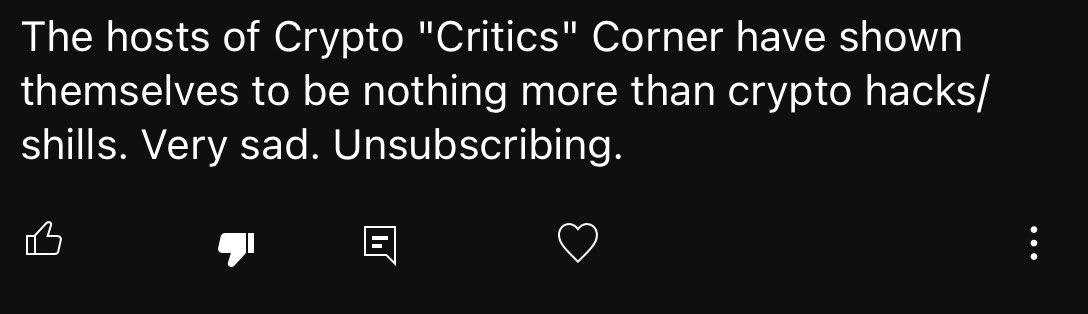 The hosts of Crypto "Critics" Corner have shown
themselves to be nothing more than crypto hacks/
shills. Very sad. Unsubscribing.